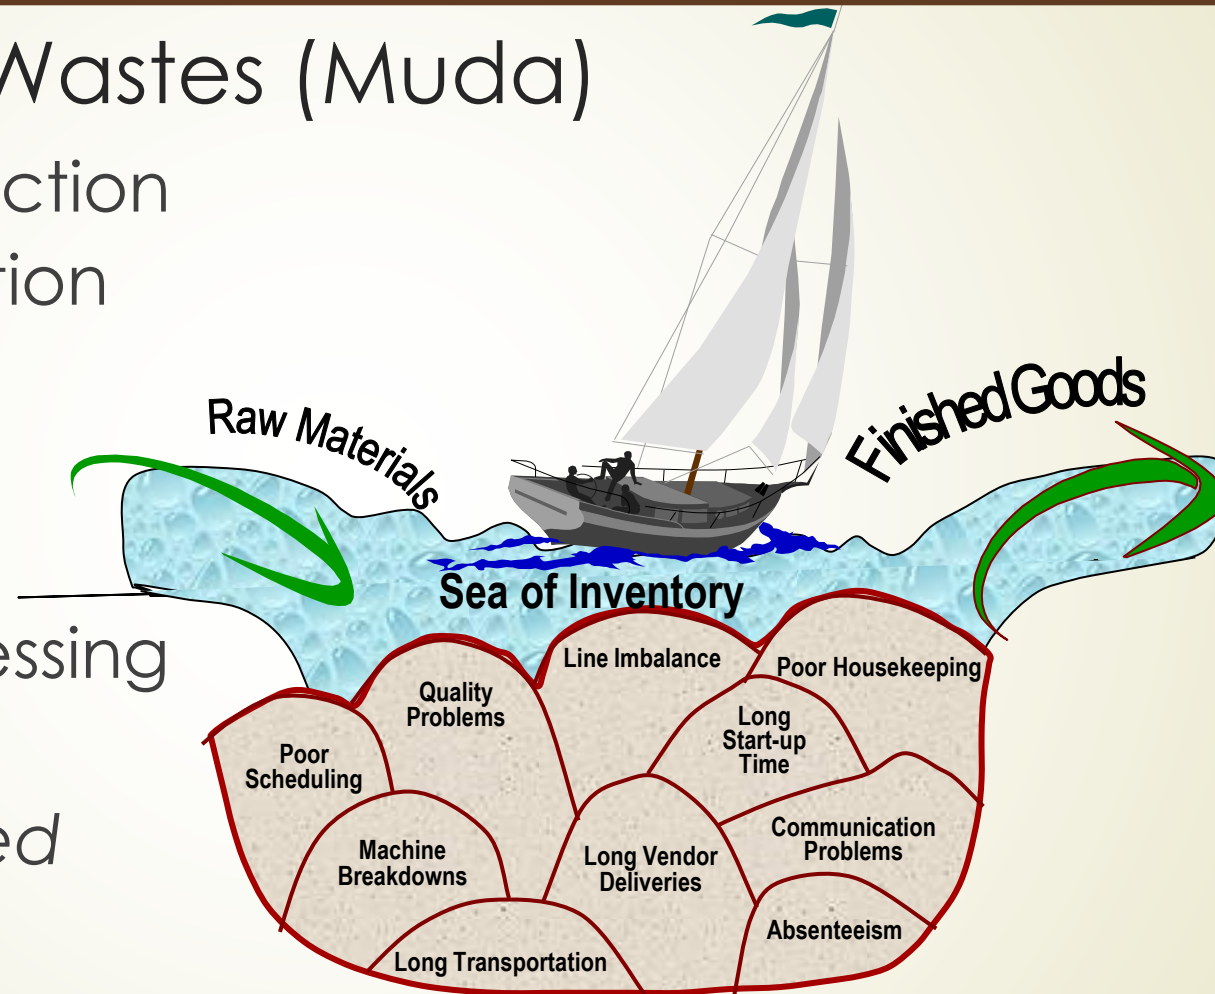 Wastes (Muda)
ction
tion
Raw Materials
Finished Goods
Sea of Inventory
essing
ed
Line Imbalance
Poor Housekeeping
Quality
Problems
Long
Start-up
Time
Poor
Scheduling
Communication
Problems
Machine
Breakdowns
Long Vendor
Deliveries
Absenteeism
Long Transportation